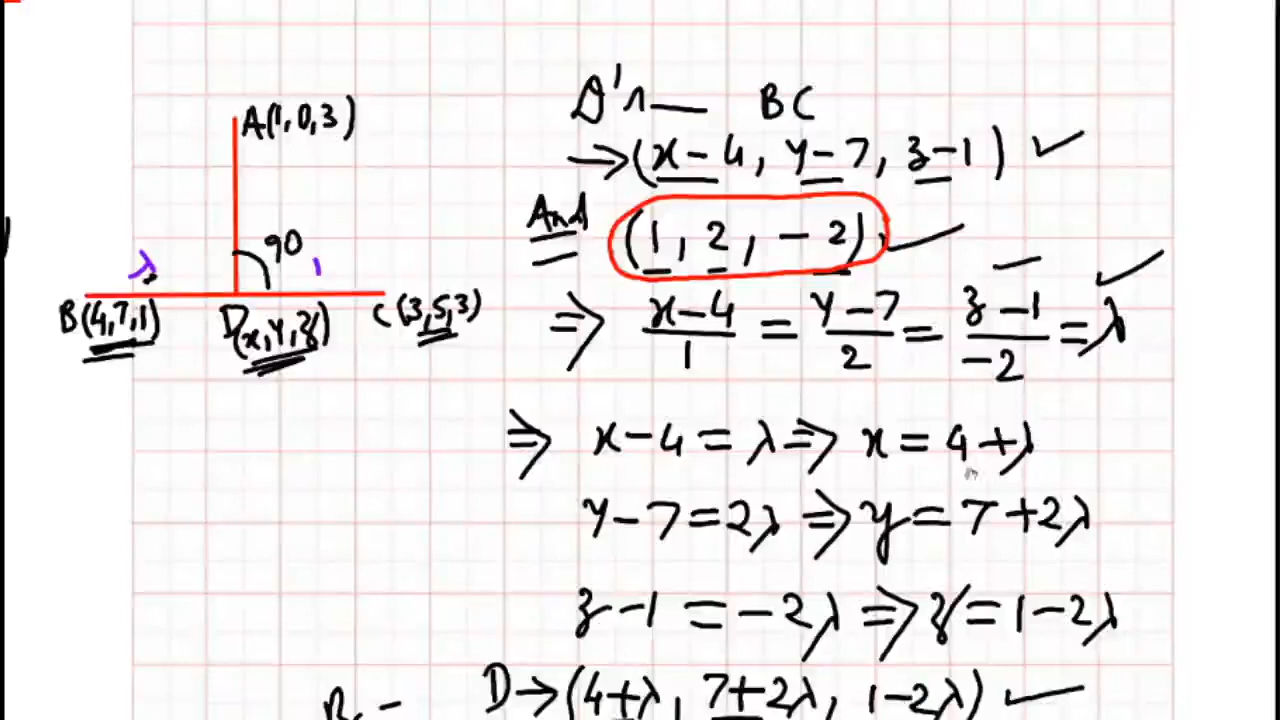 A(1, 0, 3)
90
λ 1
B(4,7,1) D(x,y,z) C(3,5,3)
D'r — BC
→(x-4, y-7, z-1) ✓
And (1, 2, -2) ✓
⇒ x-4/1 = y-7/2 = z-1/-2 = λ ✓
⇒ x-4 = λ ⇒ x = 4+λ
y-7 = 2λ ⇒ y = 7+2λ
z-1 = -2λ ⇒ z = 1-2λ
D→(4+λ, 7+2λ, 1-2λ) ✓